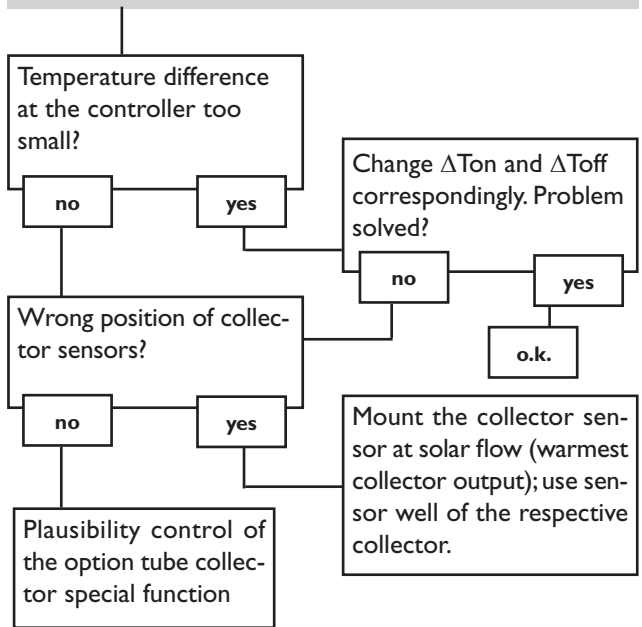 Temperature difference
at the controller too
small?
no
yes
Change ΔTon and ΔToff
correspondingly. Problem
solved?
no
yes
o.k.
Wrong position of collec-
tor sensors?
no
yes
Mount the collector sen-
sor at solar flow (warmest
collector output); use sen-
sor well of the respective
collector.
Plausibility control of
the option tube collec-
tor special function